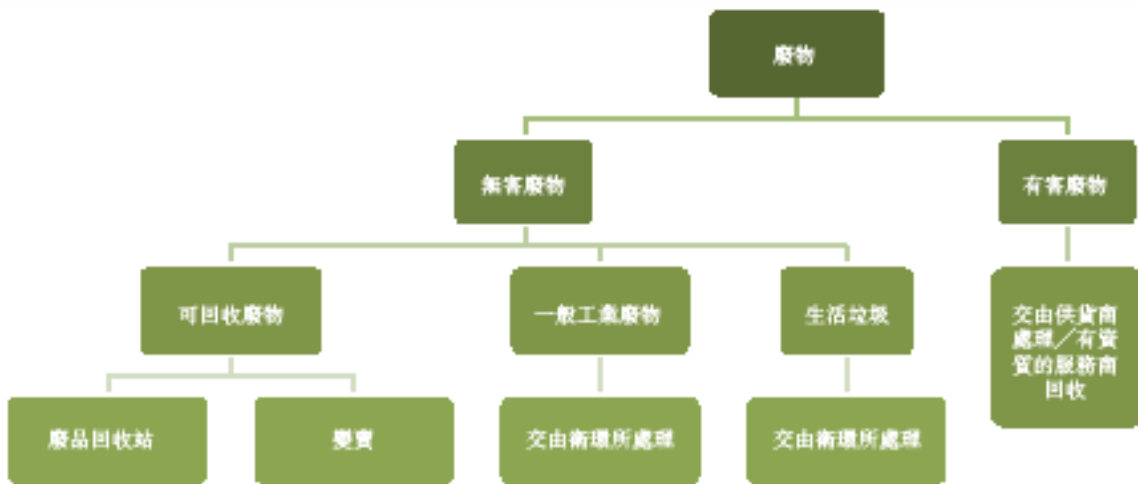 廢物
無害廢物
有害廢物
可回收廢物
一般工業廢物
生活垃圾
交由供貨商
處理／有資
質的服務商
回收
廢品回收站
變賣
交由衛環所處理
交由衛環所處理